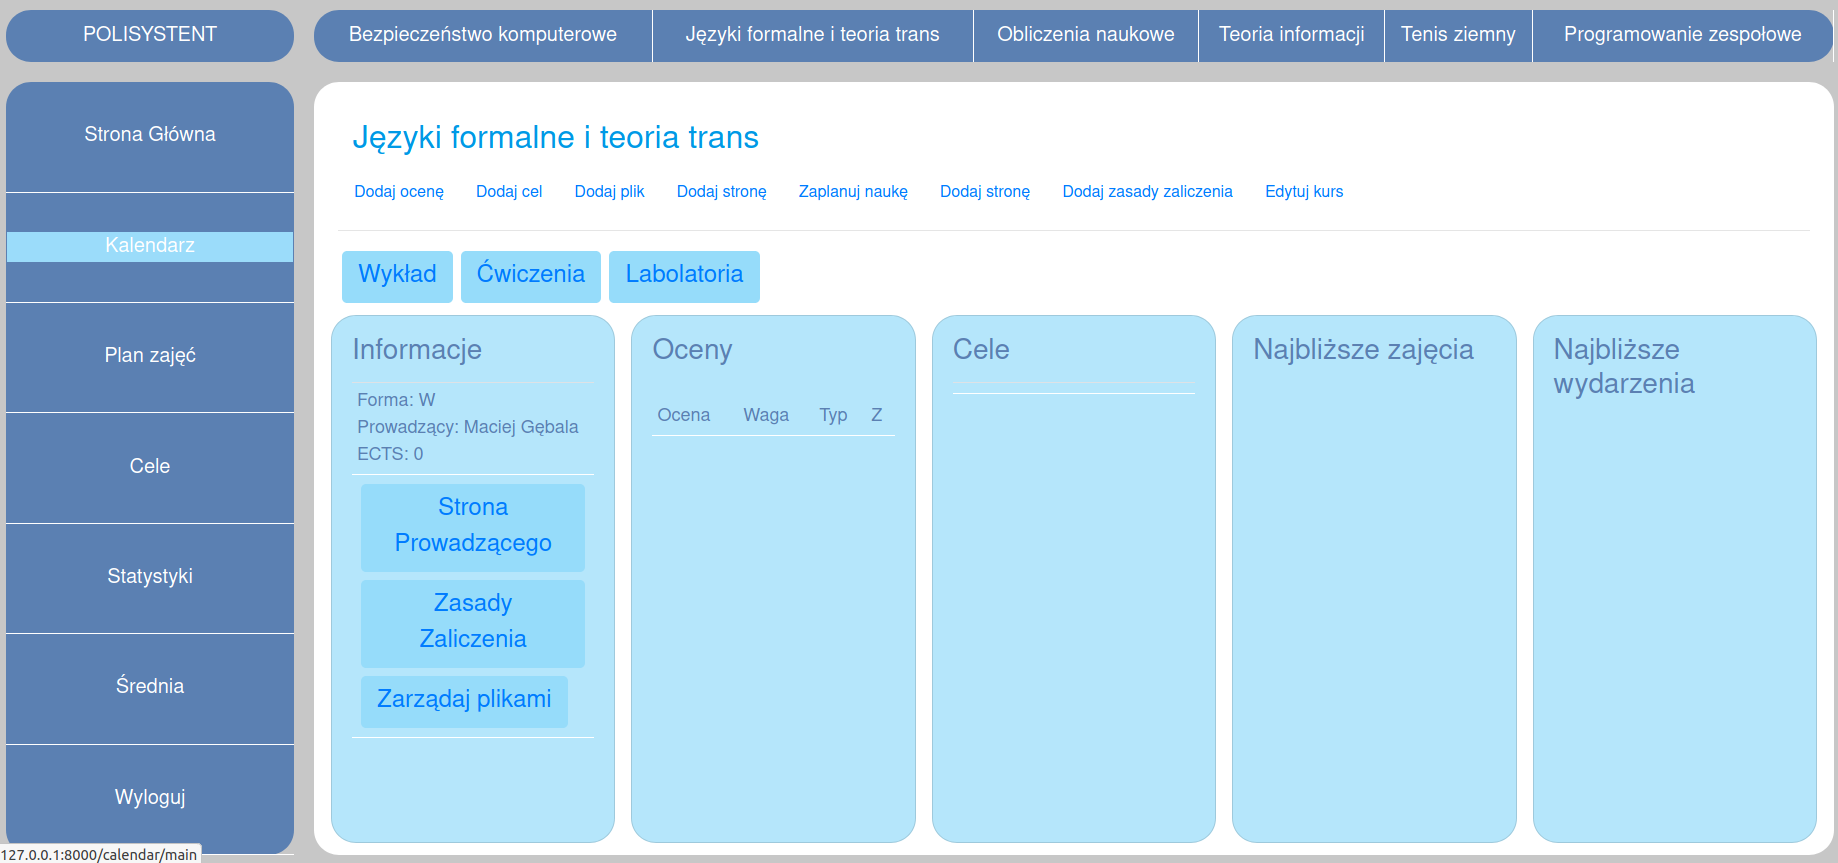 POLISYSTENT
Bezpieczeństwo komputerowe
Języki formalne i teoria trans
Obliczenia naukowe
Teoria informacji
Tenis ziemny
Programowanie zespołowe
Strona Główna
Kalendarz
Plan zajęć
Cele
Statystyki
Średnia
Wyloguj
Języki formalne i teoria trans
Dodaj ocenę
Dodaj cel
Dodaj plik
Dodaj stronę
Zaplanuj naukę
Dodaj stronę
Dodaj zasady zaliczenia
Edytuj kurs
Wykład
Ćwiczenia
Labolatoria
Informacje
Forma: W
Prowadzący: Maciej Gębala
ECTS: 0
Strona
Prowadzącego
Zasady
Zaliczenia
Zarządaj plikami
Oceny
Ocena Waga Typ Z
Cele
Najbliższe zajęcia
Najbliższe
wydarzenia
127.0.0.1:8000/calendar/main